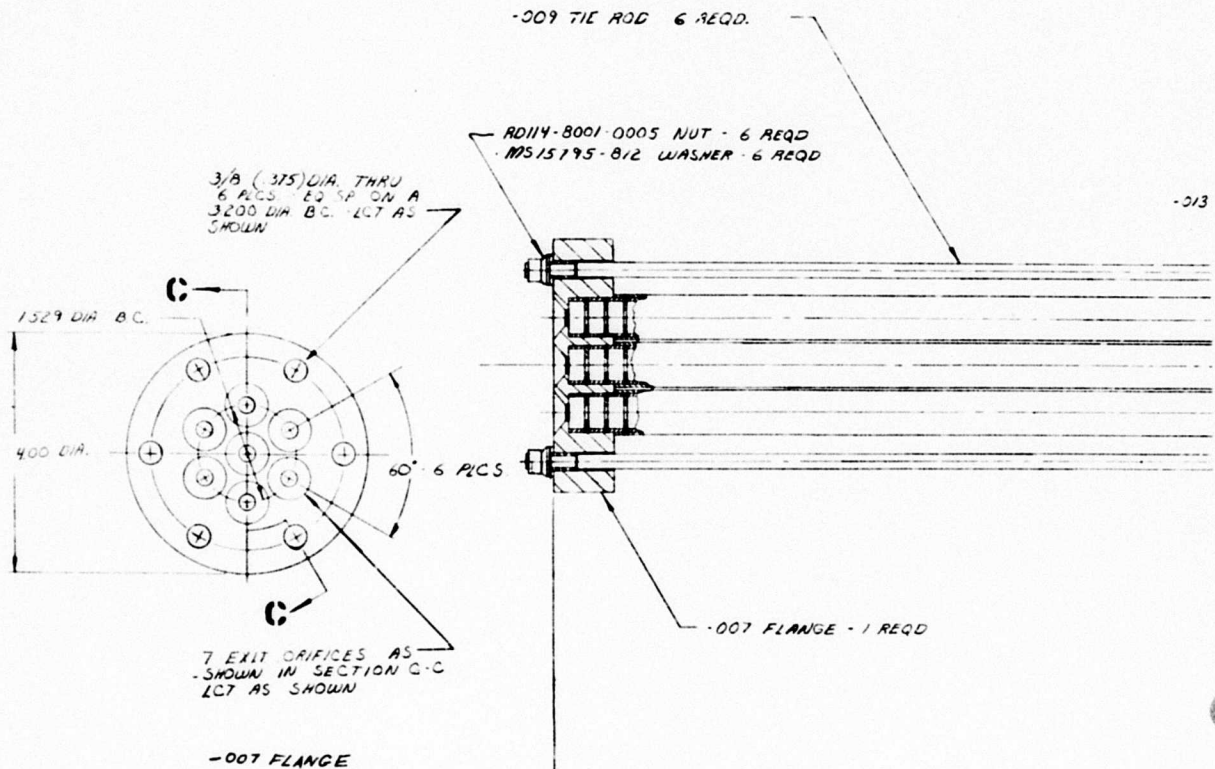 -009 TIE ROD 6 REQD.
RD114-8001-0005 NUT - 6 REQD
MS15795-812 WASHER - 6 REQD
3/8 (.375) DIA. THRU
6 PLCS. EQ SP ON A
3.200 DIA. B.C. LCT AS
SHOWN
-013
C
1.529 DIA B.C.
4.00 DIA.
60° 6 PLCS
C
-007 FLANGE - 1 REQD
7 EXIT ORIFICES AS
SHOWN IN SECTION C-C
LCT AS SHOWN
-007 FLANGE